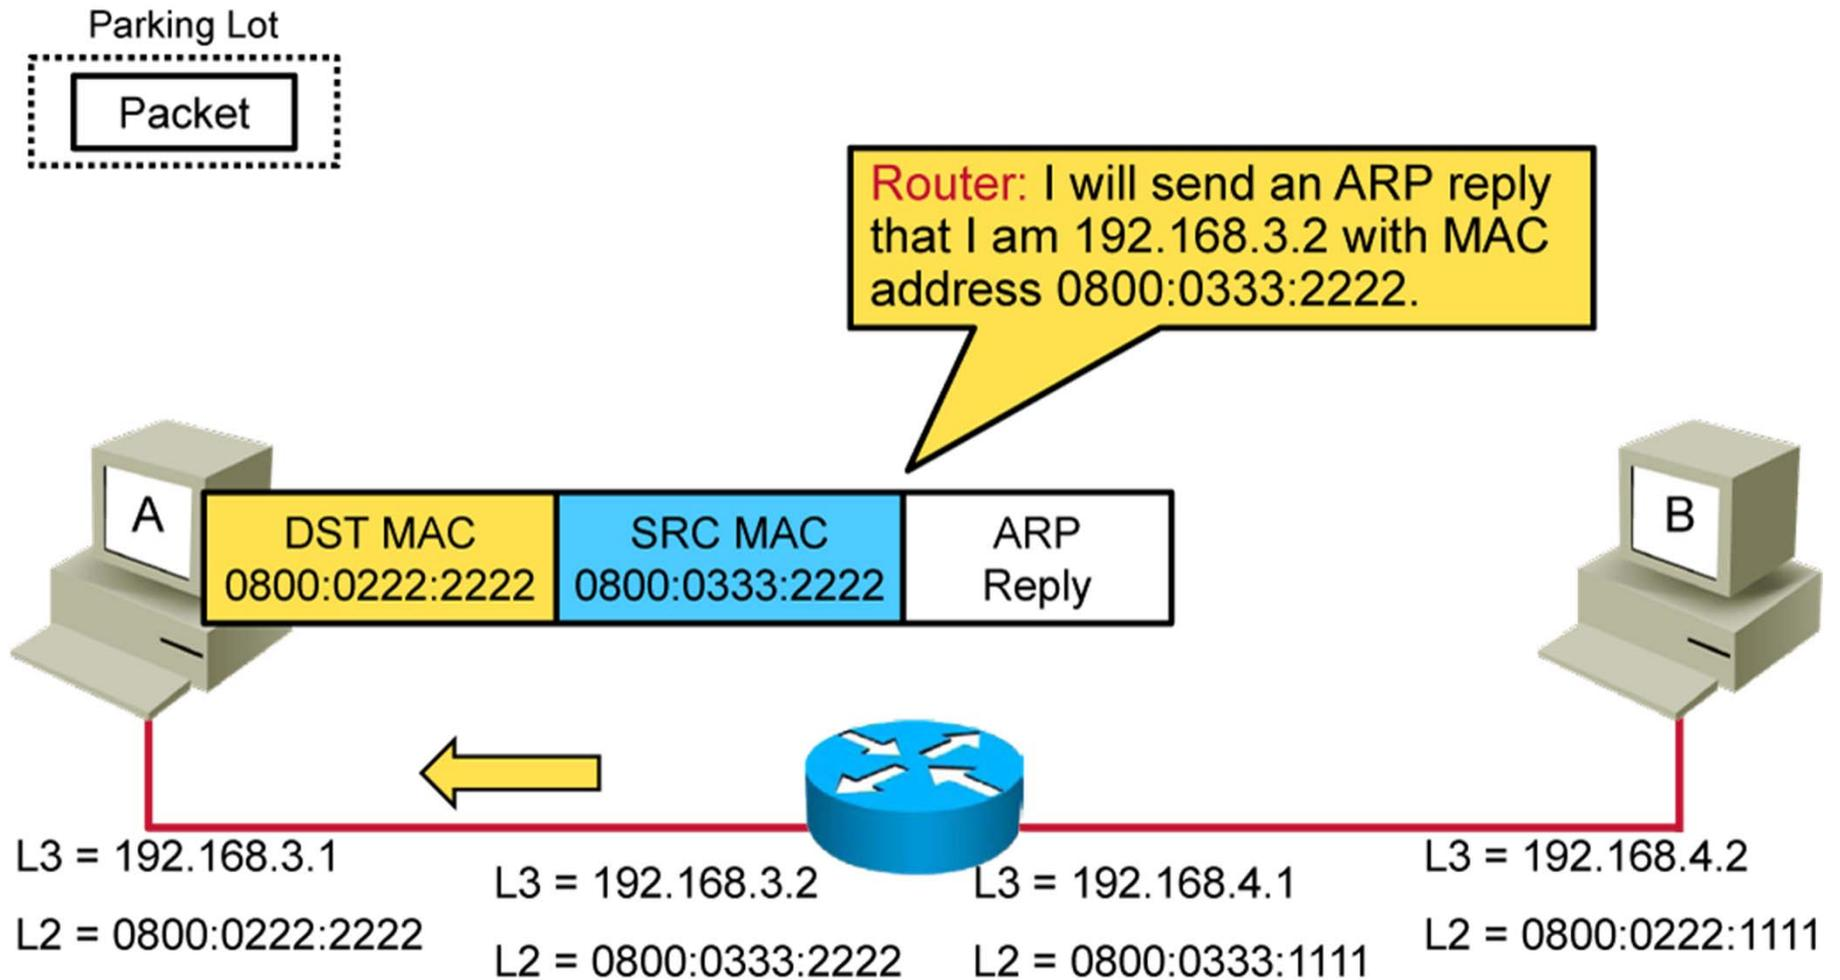 Parking Lot
Packet
Router: I will send an ARP reply
that I am 192.168.3.2 with MAC
address 0800:0333:2222.
A
DST MAC
0800:0222:2222
SRC MAC
0800:0333:2222
ARP
Reply
B
L3 = 192.168.3.1
L2 = 0800:0222:2222
L3 = 192.168.3.2
L2 = 0800:0333:2222
L3 = 192.168.4.1
L2 = 0800:0333:1111
L3 = 192.168.4.2
L2 = 0800:0222:1111